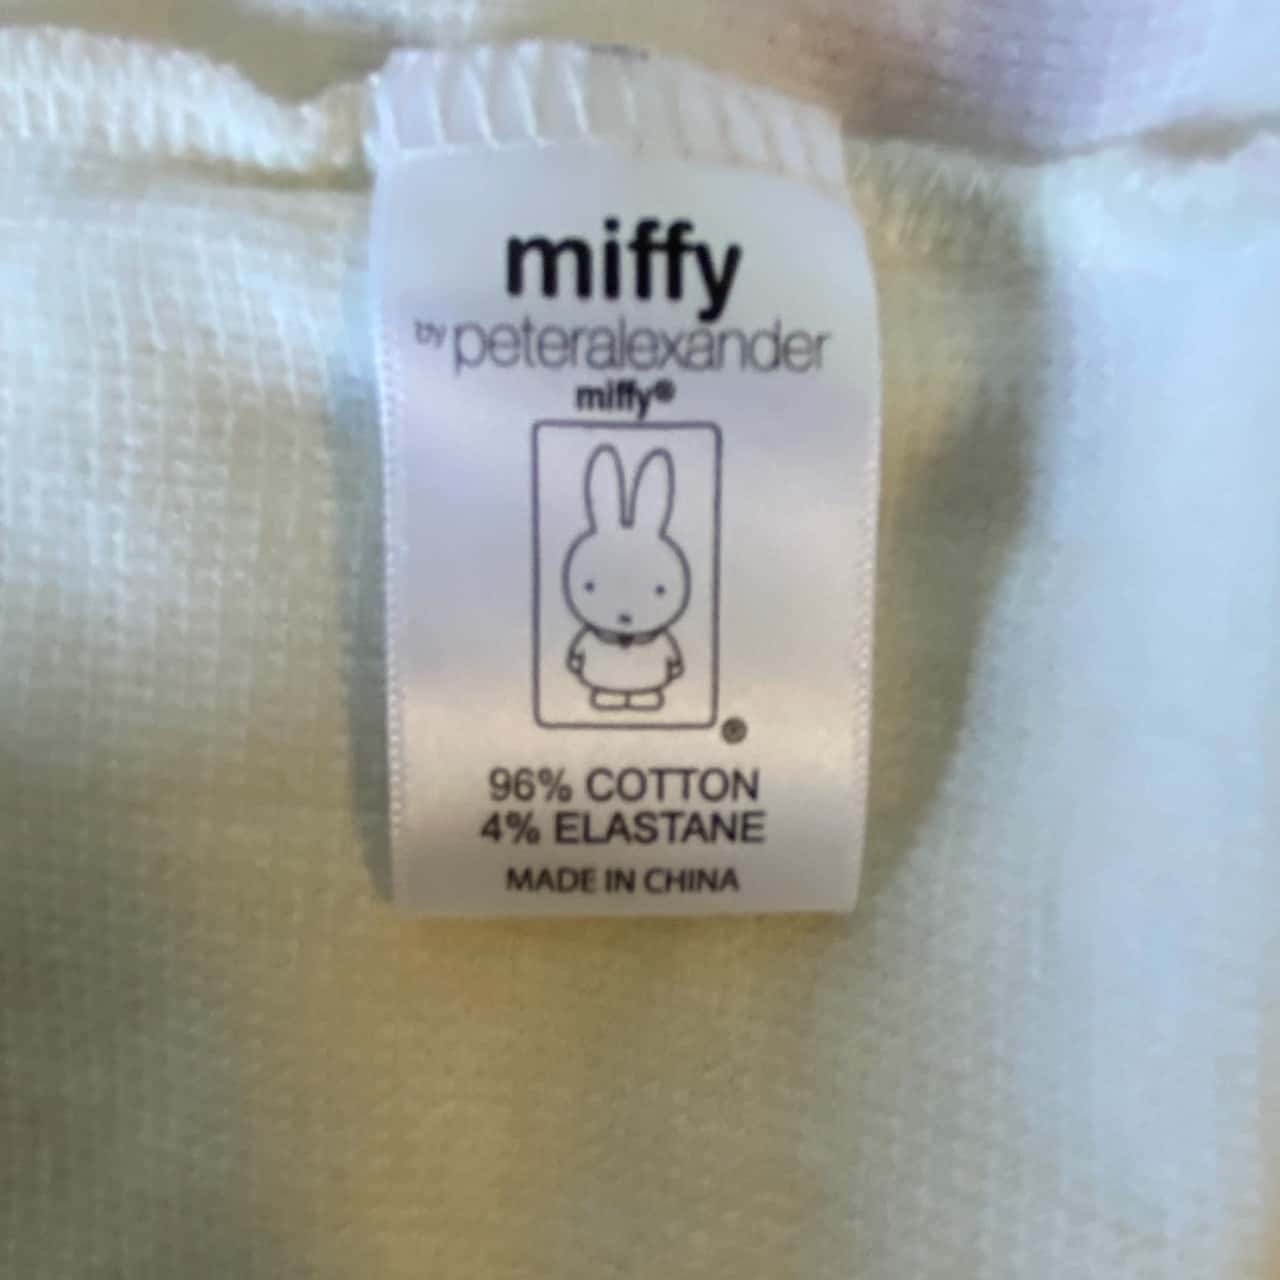 miffy
by peteralexander
miffy®
®
96% COTTON
4% ELASTANE
MADE IN CHINA